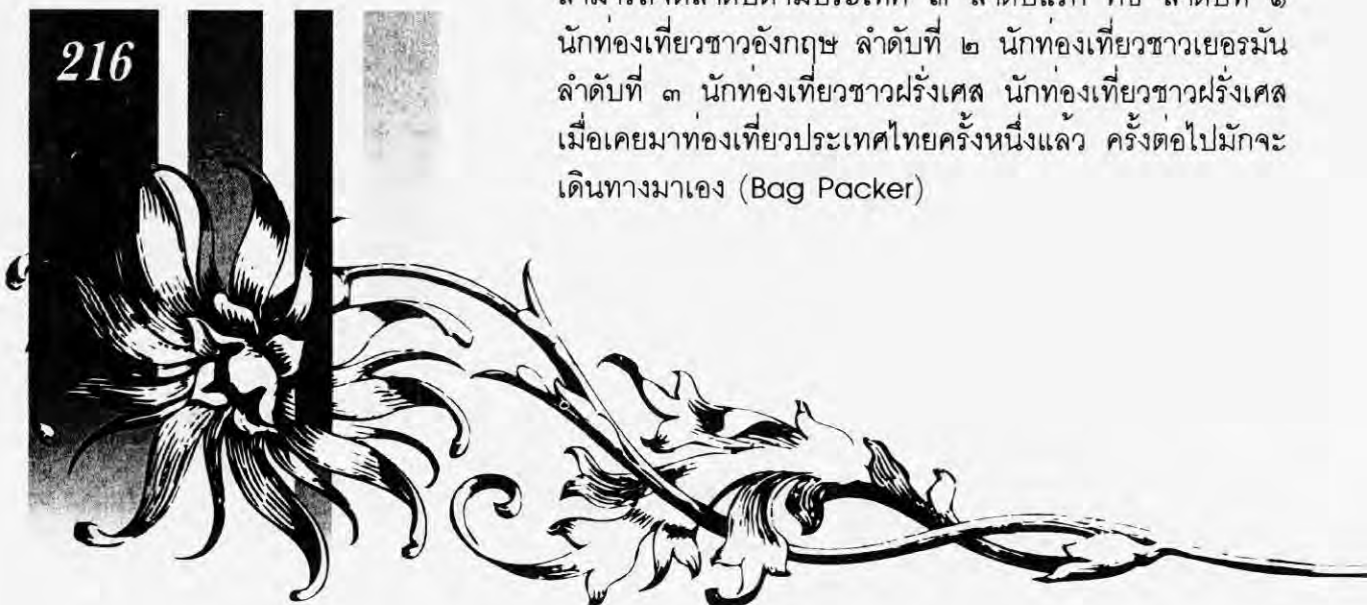 216
นักท่องเที่ยวชาวอังกฤษ ลำดับที่ ๒ นักท่องเที่ยวชาวเยอรมัน
ลำดับที่ ๓ นักท่องเที่ยวชาวฝรั่งเศส นักท่องเที่ยวชาวฝรั่งเศส
เมื่อเคยมาท่องเที่ยวประเทศไทยครั้งหนึ่งแล้ว ครั้งต่อไปมักจะ
เดินทางมาเอง (Bag Packer)